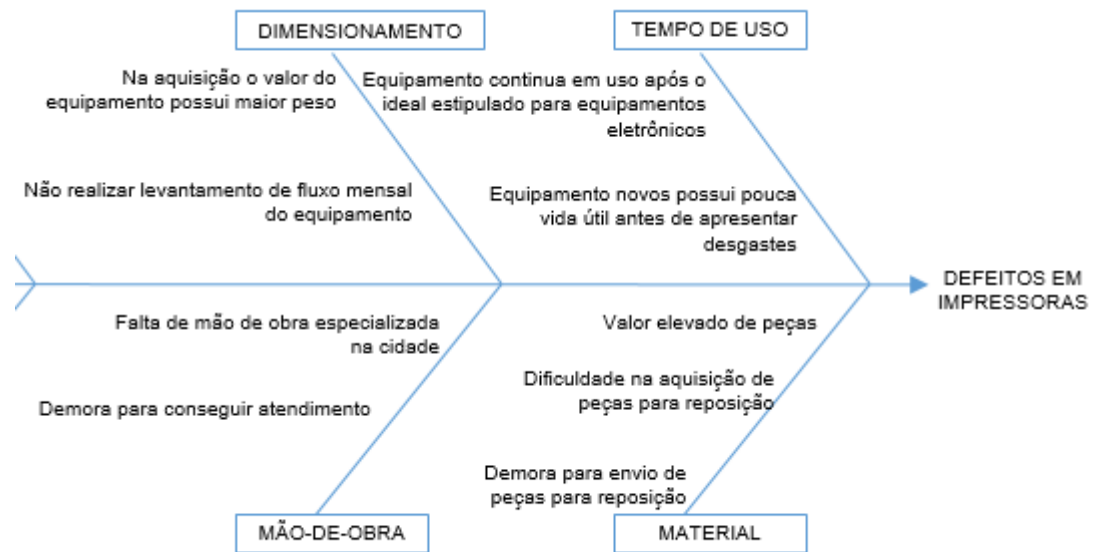 DIMENSIONAMENTO
TEMPO DE USO
Na aquisição o valor do
equipamento possui maior peso
Equipamento continua em uso após o
ideal estipulado para equipamentos
eletrônicos
Não realizar levantamento de fluxo mensal
do equipamento
Equipamento novos possui pouca
vida útil antes de apresentar
desgastes
DEFEITOS EM
IMPRESSORAS
Falta de mão de obra especializada
na cidade
Valor elevado de peças
Demora para conseguir atendimento
Dificuldade na aquisição de
peças para reposição
Demora para envio de
peças para reposição
MÃO-DE-OBRA
MATERIAL